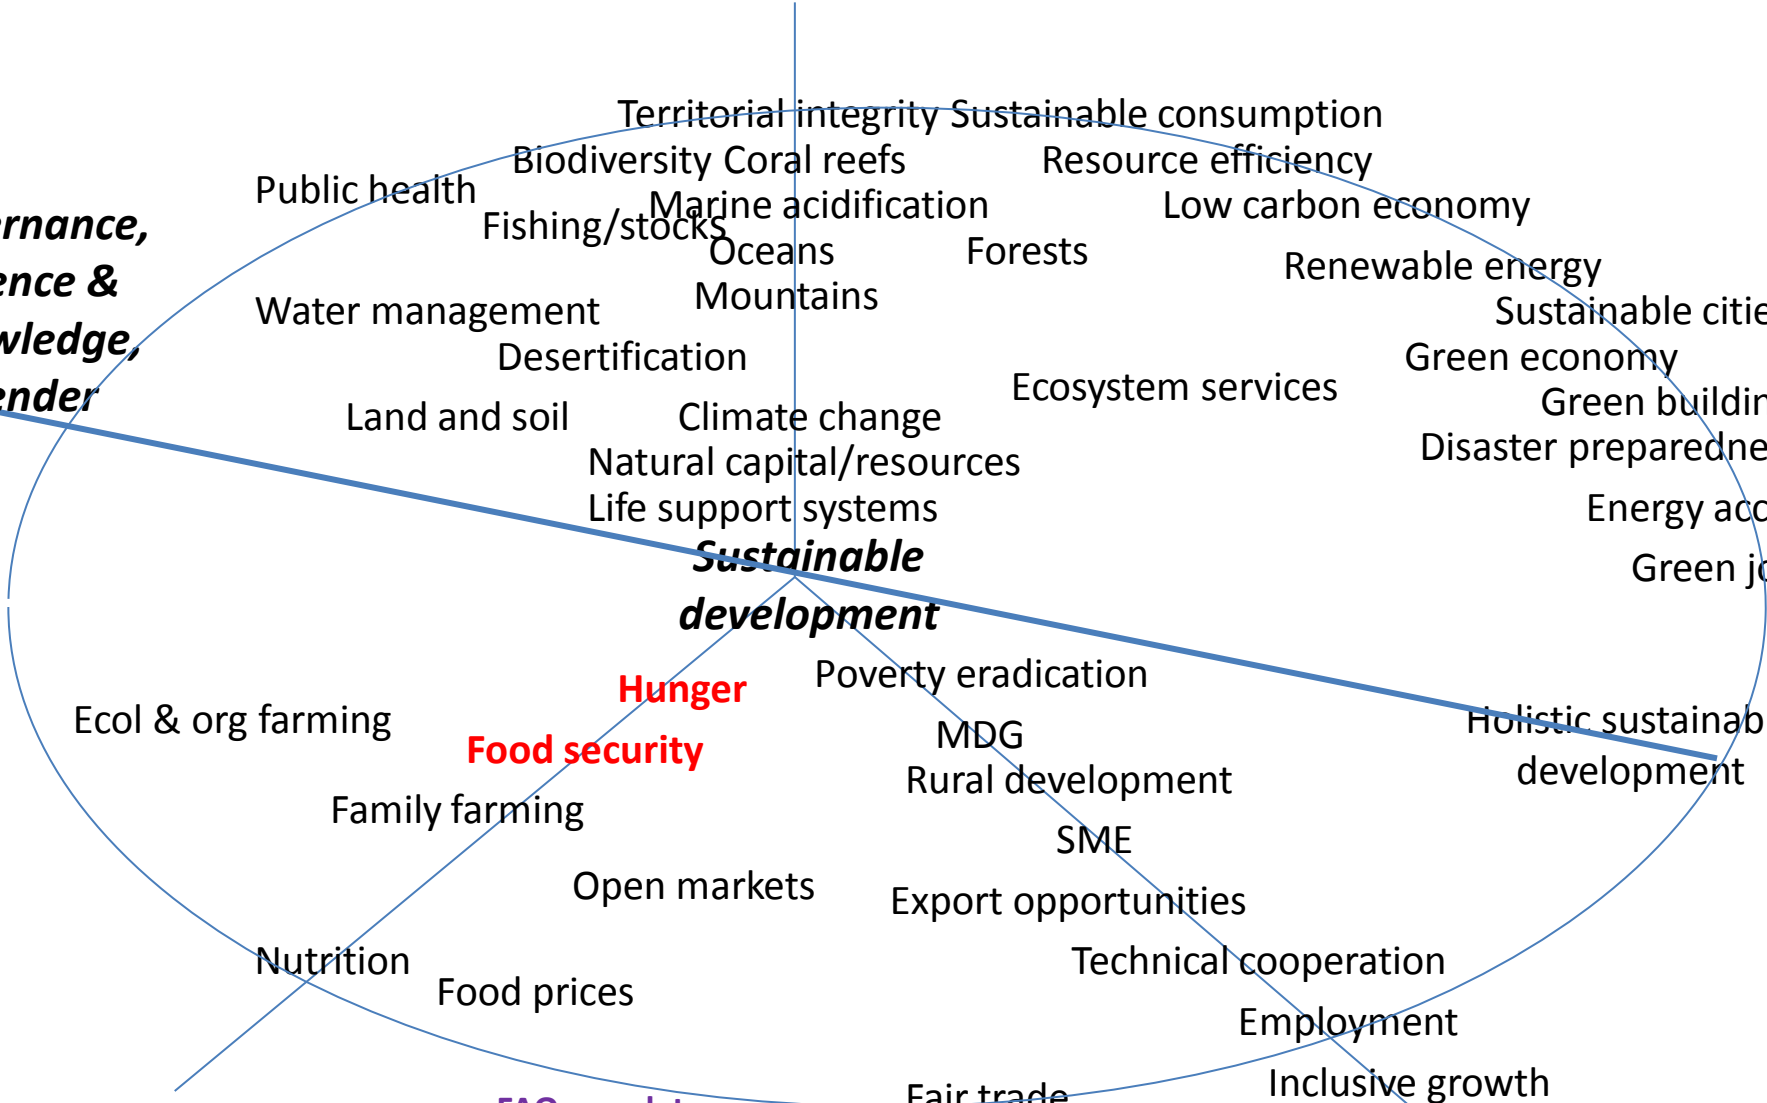 Territorial integrity Sustainable consumption
Biodiversity Coral reefs Resource efficiency
Public health
Marine acidification Low carbon economy
Fishing/stocks
Oceans Forests
Renewable energy
Mountains
Water management
Sustainable citie
Desertification
Green economy
Ecosystem services
Green buildin
Land and soil
Climate change
Disaster preparedne
Natural capital/resources
Life support systems
Energy acc
Green jo
ernance,
ence &
wledge,
ender
Sustainable
development
Hunger
Poverty eradication
Ecol & org farming
Food security
MDG
Holistic sustainab
development
Rural development
Family farming
SME
Open markets
Export opportunities
Nutrition
Technical cooperation
Food prices
Employment
Inclusive growth
Fair trade